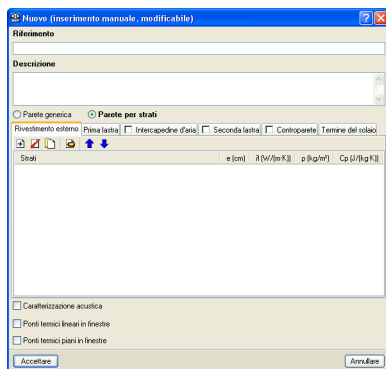 Nuovo (inserimento manuale, modificabile)
Riferimento
Descrizione
Parete generica Parete per strati
Rivestimento esterno Prima lastra Intercapedine d'aria Seconda lastra Controparete Termine del solaio
Strati e (cm) λ (W/(m·K)) ρ (kg/m³) Cp (J/(kg·K))
Caratterizzazione acustica
Ponti termici lineari in finestre
Ponti termici piani in finestre
Accettare Annullare